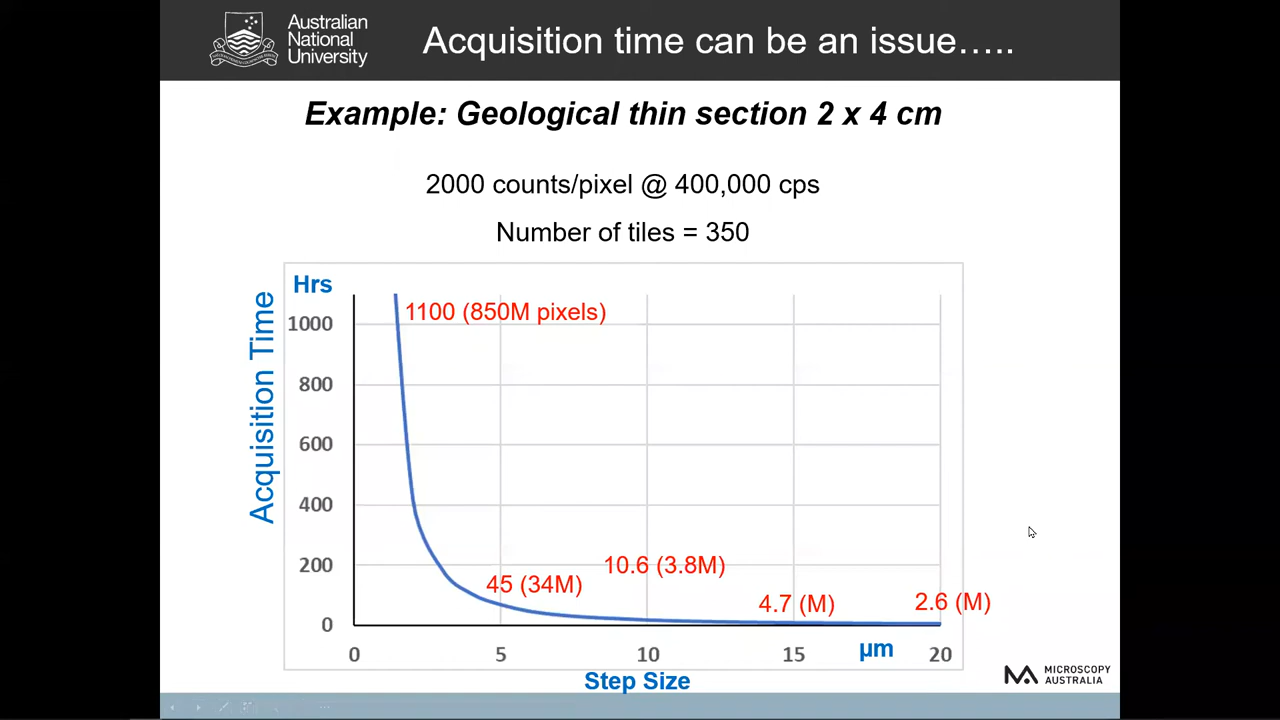 Australian
National
University
Acquisition time can be an issue…..
Example: Geological thin section 2 x 4 cm
2000 counts/pixel @ 400,000 cps
Number of tiles = 350
Hrs
Acquisition Time
1000
800
600
400
200
0
1100 (850M pixels)
45 (34M)
10.6 (3.8M)
4.7 (M)
2.6 (M)
0
5
10
15
20
µm
Step Size
MICROSCOPY
AUSTRALIA